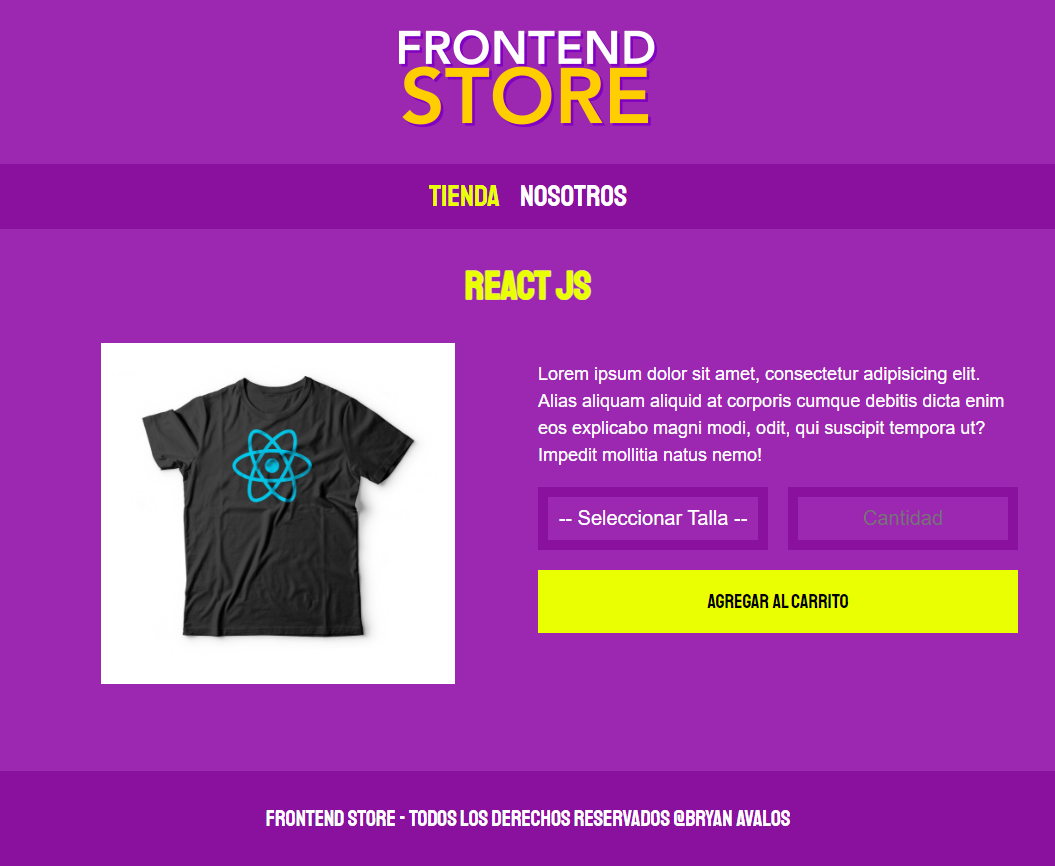 FRONTEND
STORE
TIENDA NOSOTROS
REACT JS
Lorem ipsum dolor sit amet, consectetur adipisicing elit.
Alias aliquam aliquid at corporis cumque debitis dicta enim
eos explicabo magni modi, odit, qui suscipit tempora ut?
Impedit mollitia natus nemo!
-- Seleccionar Talla -- Cantidad
AGREGAR AL CARRITO
FRONTEND STORE - TODOS LOS DERECHOS RESERVADOS @BRYAN AVALOS